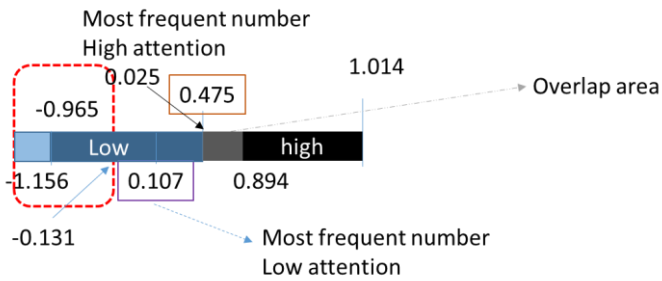 Most frequent number
High attention
0.025
1.014
0.475
-0.965
Overlap area
Low
high
-1.156
0.107
0.894
-0.131
Most frequent number
Low attention